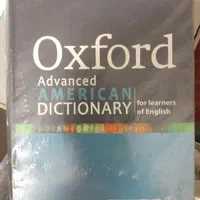 Oxford
Advanced
AMERICAN
DICTIONARY
for learners
of English